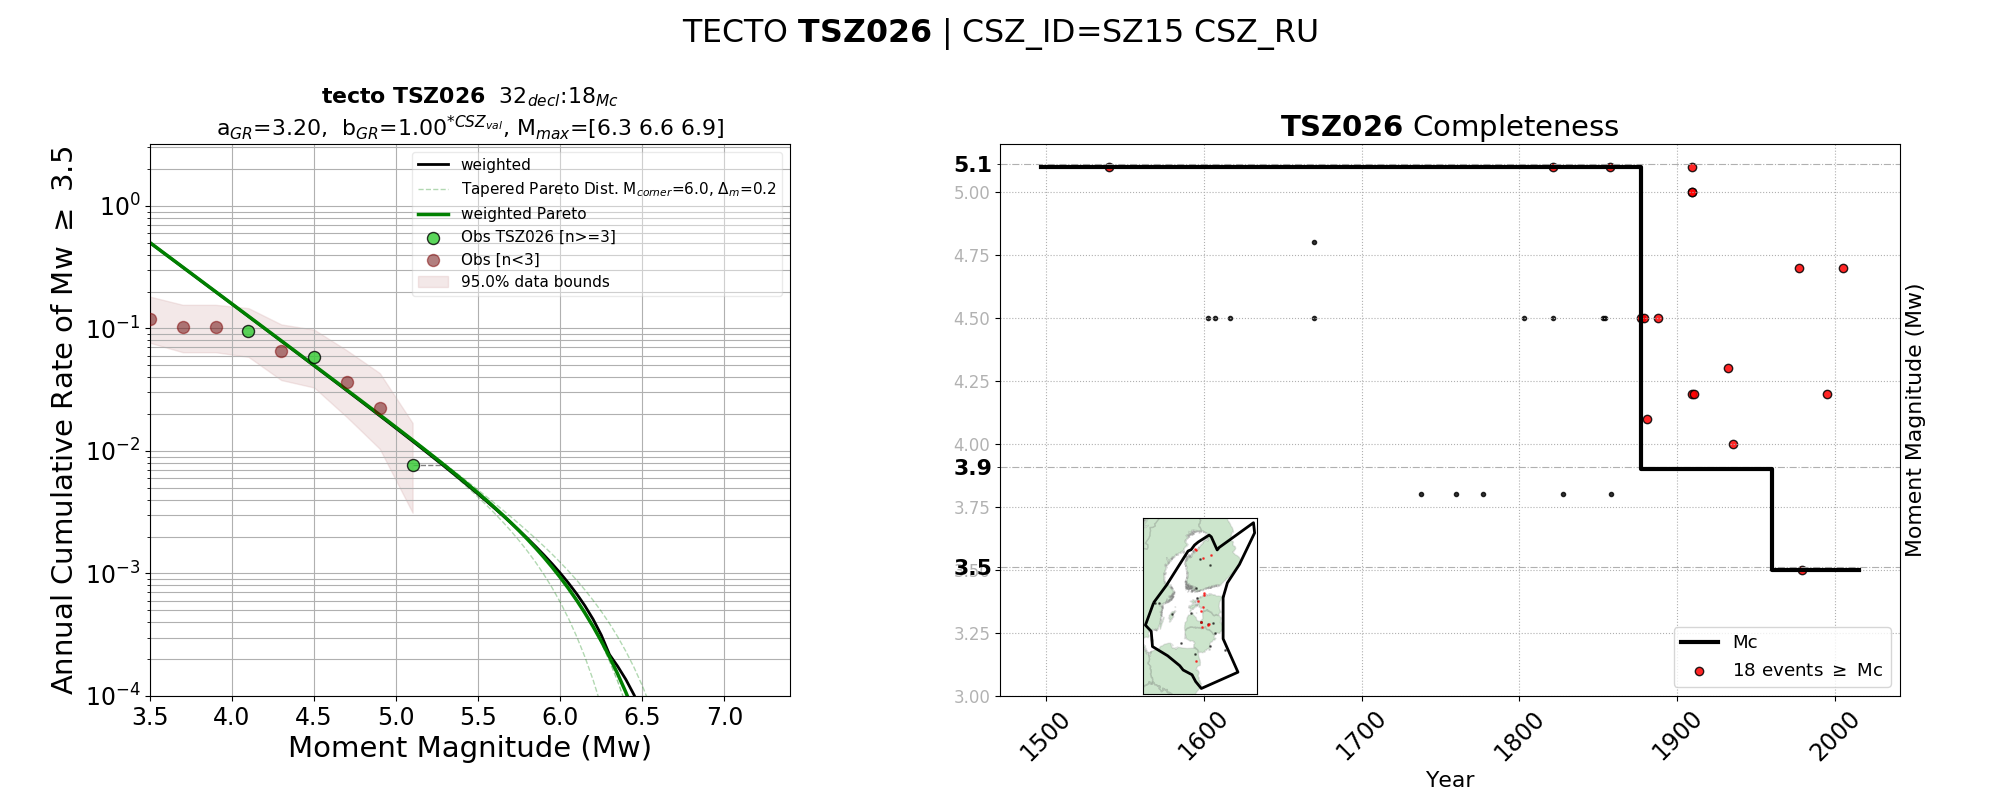 TECTO TSZ026 | CSZ_ID=SZ15 CSZ_RU
tecto TSZ026 32decl:18Mc
aGR=3.20, bGR=1.00*CSZval, Mmax=[6.3 6.6 6.9]
Annual Cumulative Rate of Mw ≥ 3.5
10^0
10^-1
10^-2
10^-3
10^-4
3.5 4.0 4.5 5.0 5.5 6.0 6.5 7.0
Moment Magnitude (Mw)
weighted
Tapered Pareto Dist. Mcorner=6.0, Δm=0.2
weighted Pareto
Obs TSZ026 [n>=3]
Obs [n<3]
95.0% data bounds
TSZ026 Completeness
5.1
5.00
4.75
4.50
4.25
4.00
3.9
3.75
3.5
3.25
3.00
1500 1600 1700 1800 1900 2000
Year
Moment Magnitude (Mw)
Mc
18 events ≥ Mc